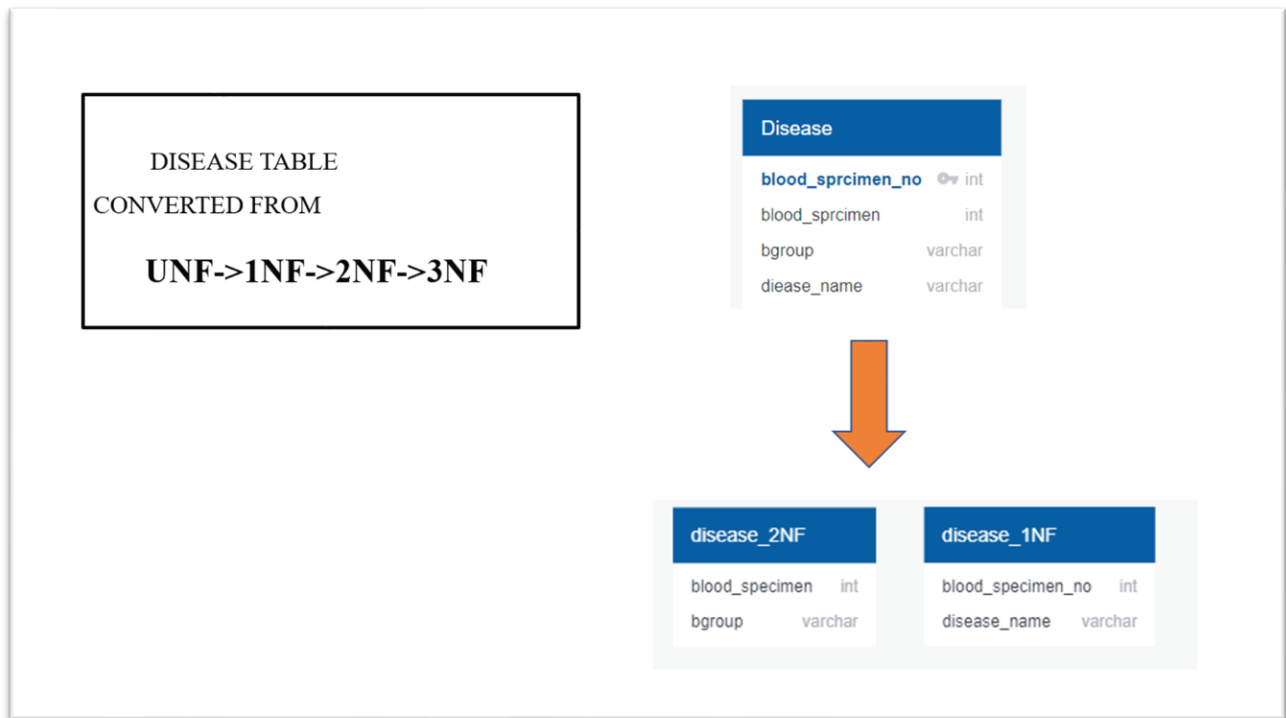 DISEASE TABLE
CONVERTED FROM
UNF->1NF->2NF->3NF
Disease
blood_sprcimen_no int
blood_sprcimen int
bgroup varchar
diease_name varchar
disease_2NF
blood_specimen int
bgroup varchar
disease_1NF
blood_specimen_no int
disease_name varchar